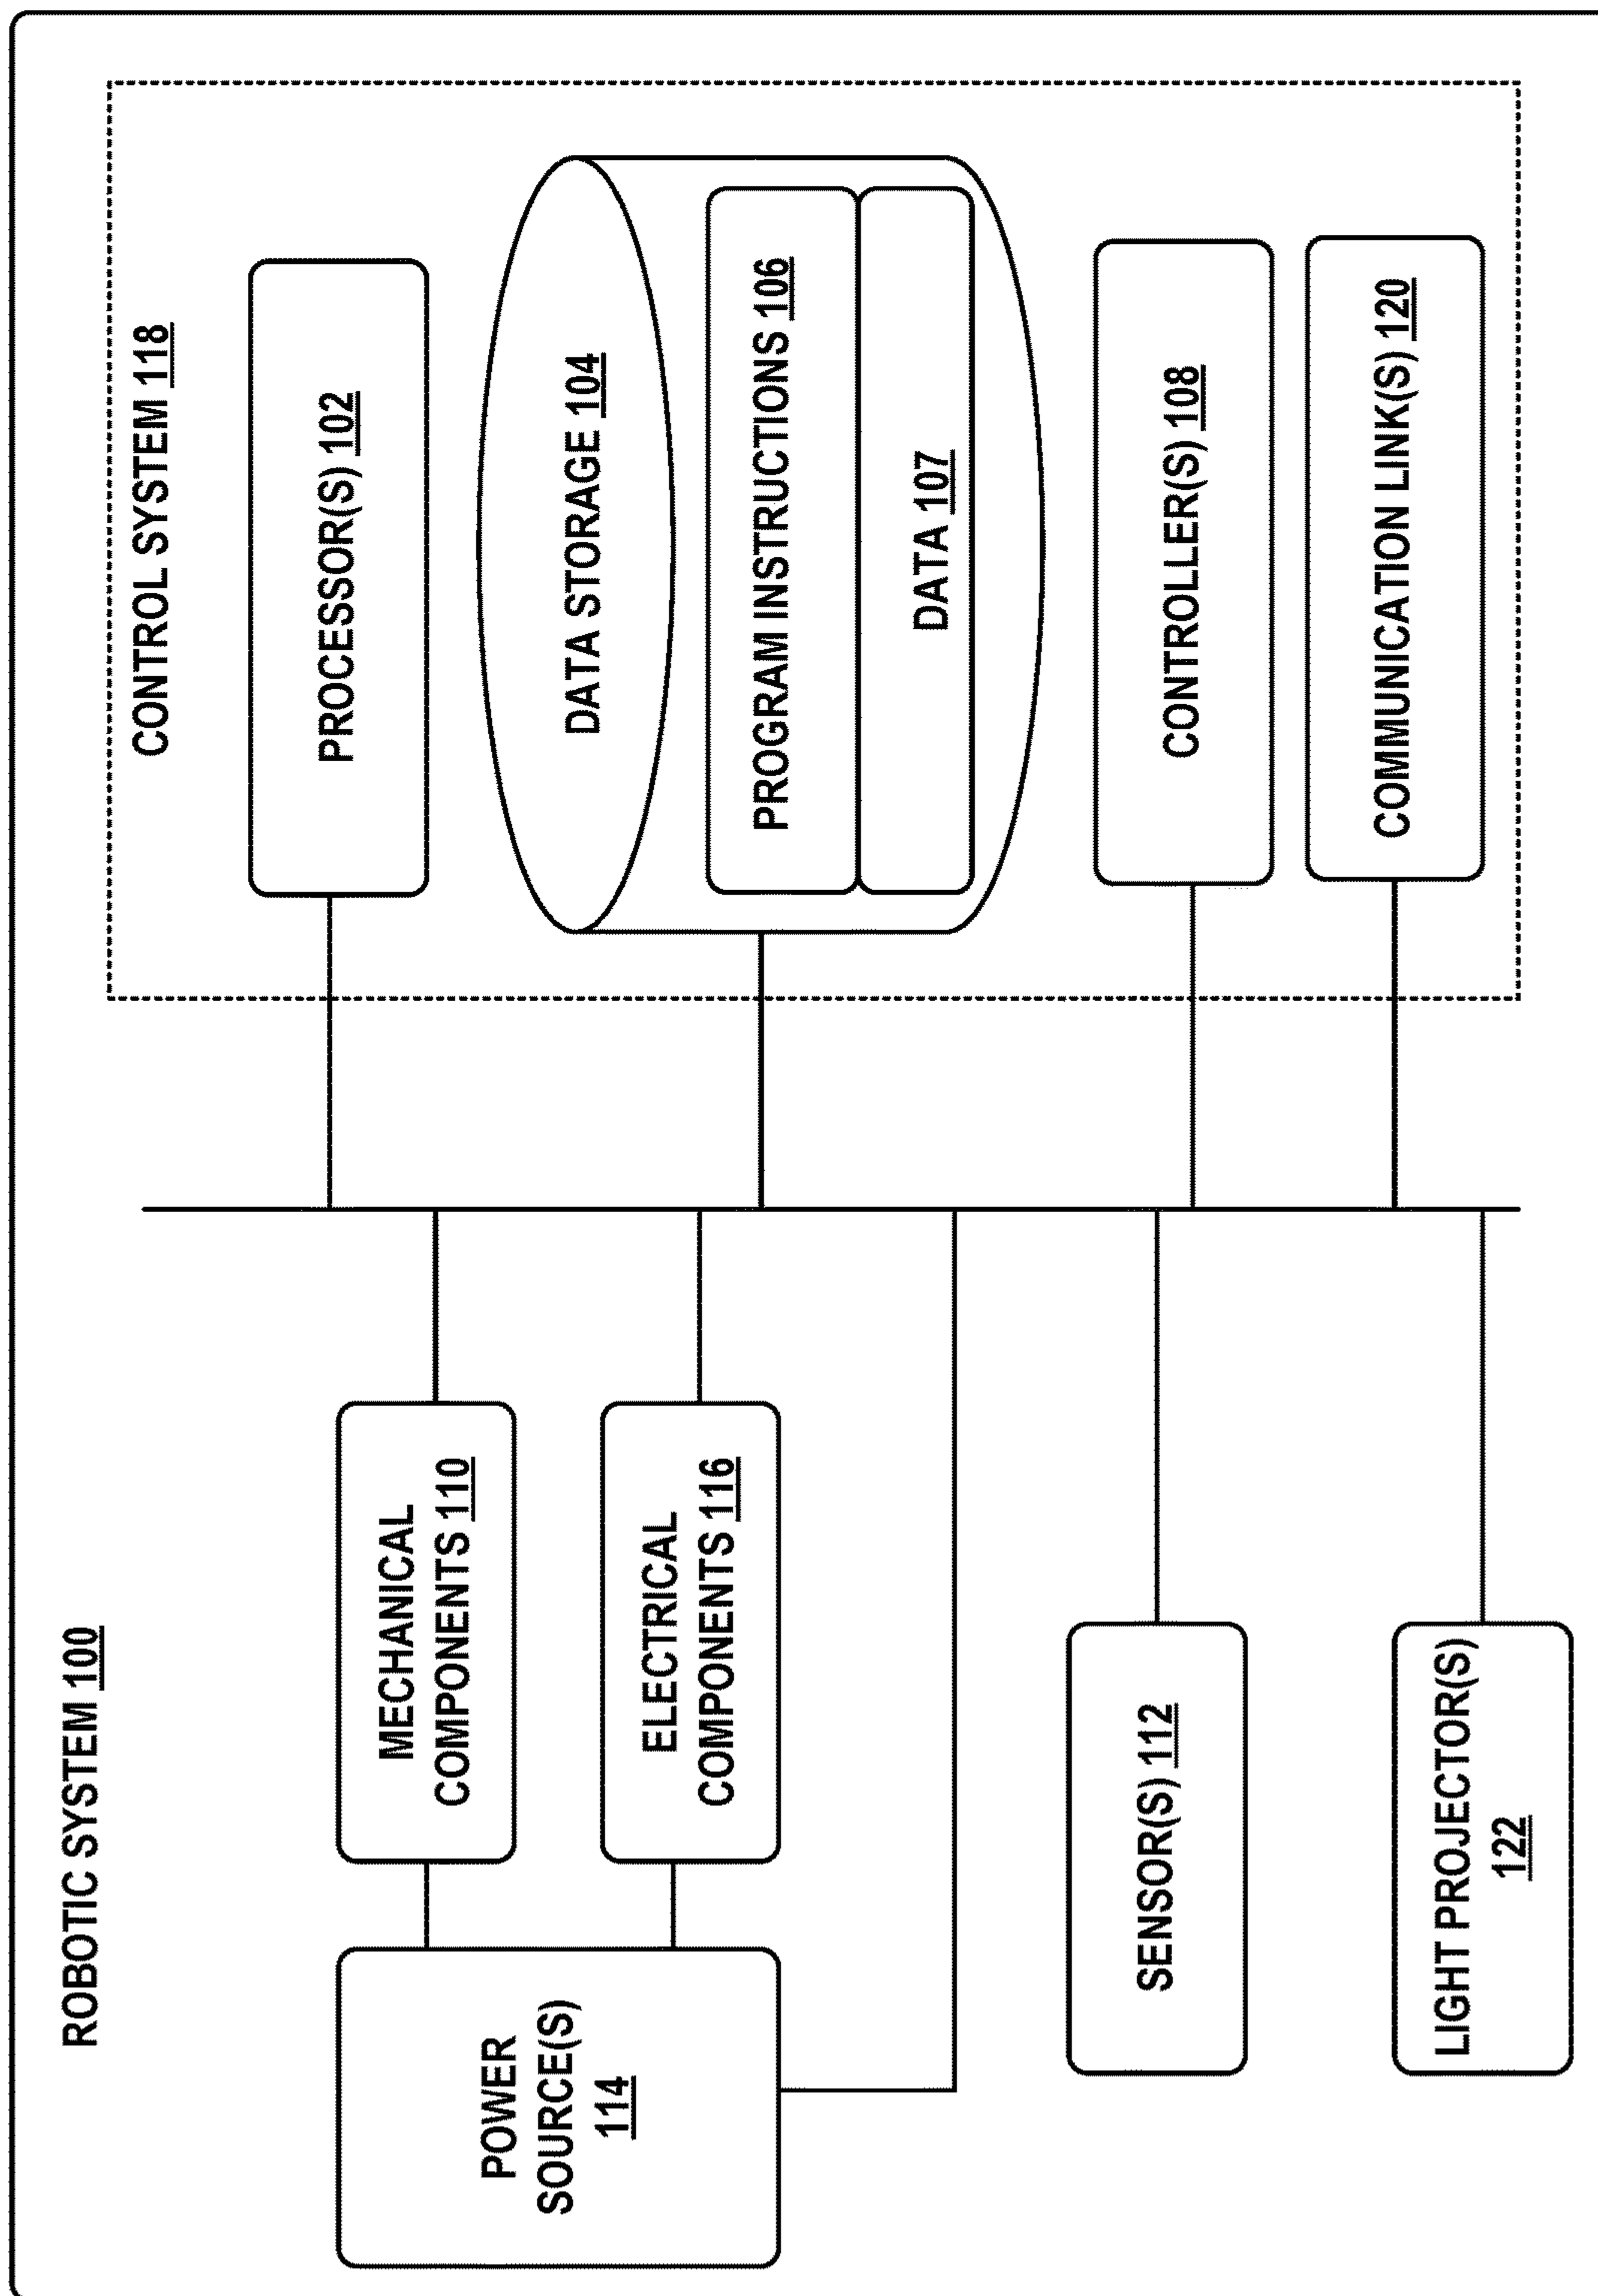 ROBOTIC SYSTEM 100
POWER
SOURCE(S)
114
MECHANICAL
COMPONENTS 110
ELECTRICAL
COMPONENTS 116
SENSOR(S) 112
LIGHT PROJECTOR(S)
122
CONTROL SYSTEM 118
PROCESSOR(S) 102
DATA STORAGE 104
PROGRAM INSTRUCTIONS 106
DATA 107
CONTROLLER(S) 108
COMMUNICATION LINK(S) 120